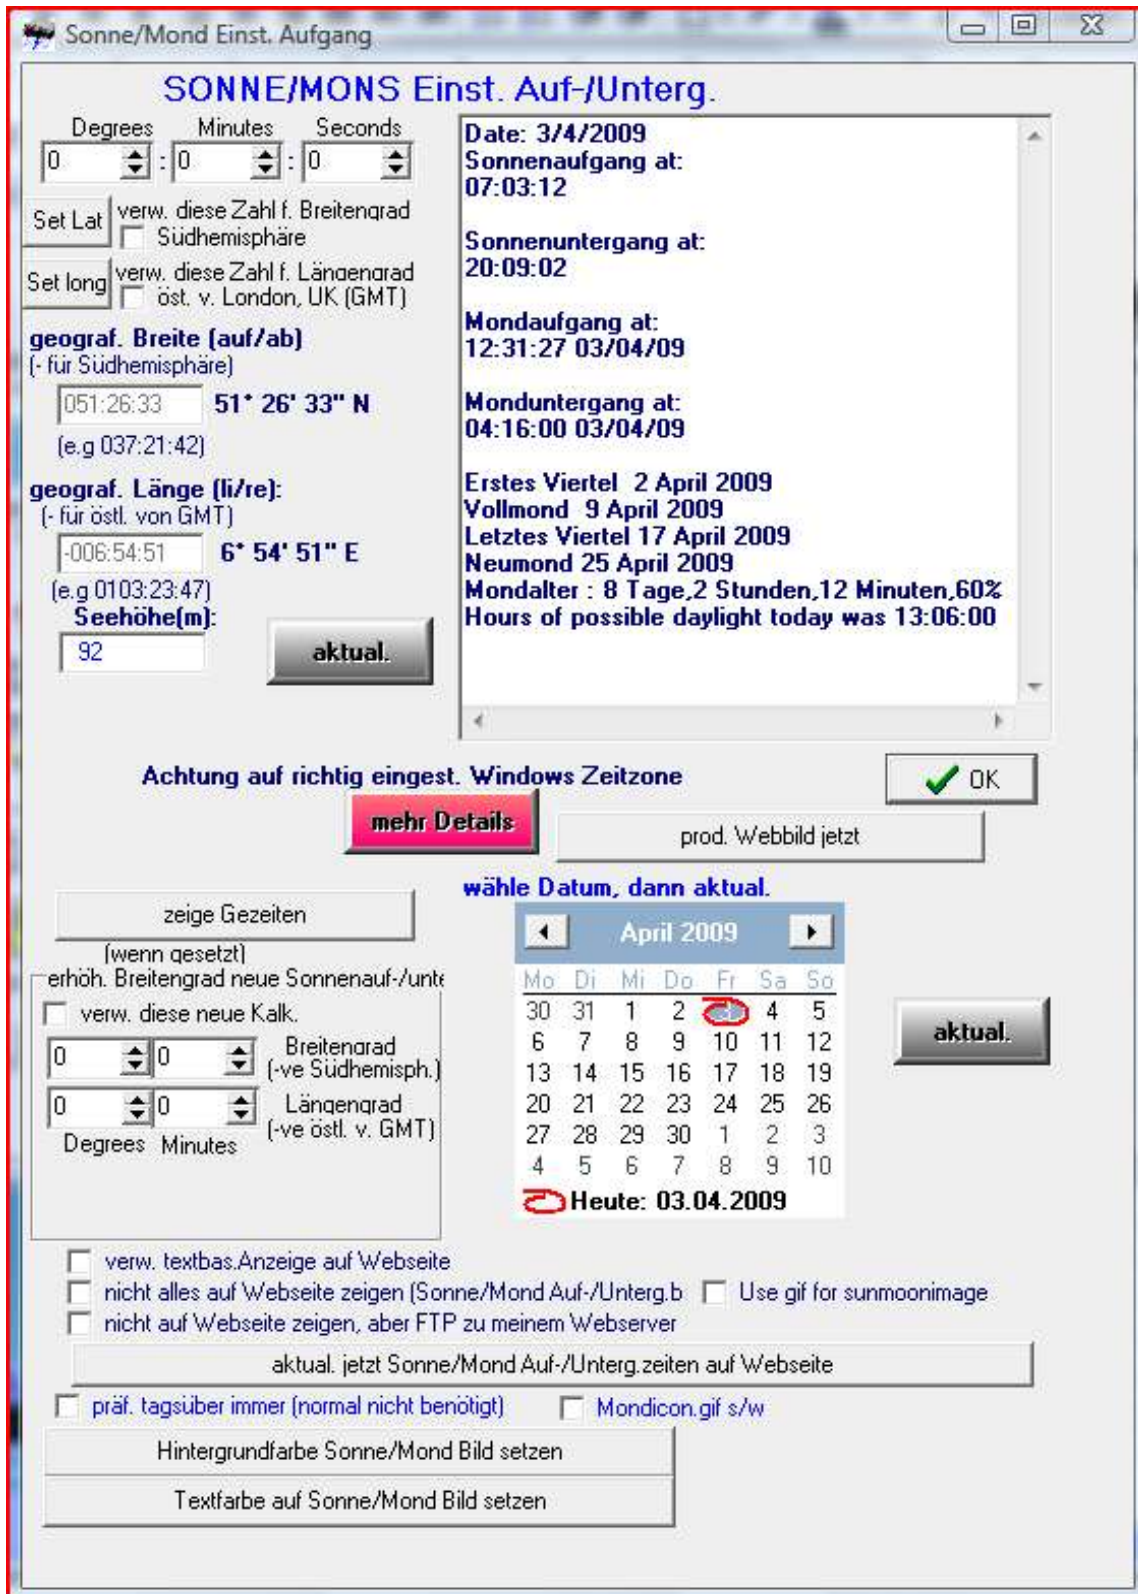 Sonne/Mond Einst. Aufgang
SONNE/MONS Einst. Auf-/Unterg.
Degrees Minutes Seconds
0 : 0 : 0
Set Lat verw. diese Zahl f. Breitengrad
Südhemisphäre
Set long verw. diese Zahl f. Längengrad
öst. v. London, UK (GMT)
geograf. Breite (auf/ab)
(- für Südhemisphäre)
051:26:33 51° 26' 33" N
(e.g 037:21:42)
geograf. Länge (li/re):
(- für östl. von GMT)
-006:54:51 6° 54' 51" E
(e.g 0103:23:47)
Seehöhe(m):
92
aktual.
Date: 3/4/2009
Sonnenaufgang at:
07:03:12
Sonnenuntergang at:
20:09:02
Mondaufgang at:
12:31:27 03/04/09
Monduntergang at:
04:16:00 03/04/09
Erstes Viertel 2 April 2009
Vollmond 9 April 2009
Letztes Viertel 17 April 2009
Neumond 25 April 2009
Mondalter : 8 Tage,2 Stunden,12 Minuten,60%
Hours of possible daylight today was 13:06:00
Achtung auf richtig eingest. Windows Zeitzone
OK
mehr Details
prod. Webbild jetzt
zeige Gezeiten
(wenn gesetzt)
erhöh. Breitengrad neue Sonnenauf-/unte
verw. diese neue Kalk.
0 0 Breitengrad
(-ve Südhemisph.)
0 0 Längengrad
(-ve östl. v. GMT)
Degrees Minutes
wähle Datum, dann aktual.
April 2009
Mo Di Mi Do Fr Sa So
30 31 1 2 3 4 5
6 7 8 9 10 11 12
13 14 15 16 17 18 19
20 21 22 23 24 25 26
27 28 29 30 1 2 3
4 5 6 7 8 9 10
Heute: 03.04.2009
aktual.
verw. textbas.Anzeige auf Webseite
nicht alles auf Webseite zeigen (Sonne/Mond Auf-/Unterg.b
Use gif for sunmoonimage
nicht auf Webseite zeigen, aber FTP zu meinem Webserver
aktual. jetzt Sonne/Mond Auf-/Unterg.zeiten auf Webseite
präf. tagsüber immer (normal nicht benötigt)
Mondicon.gif s/w
Hintergrundfarbe Sonne/Mond Bild setzen
Textfarbe auf Sonne/Mond Bild setzen